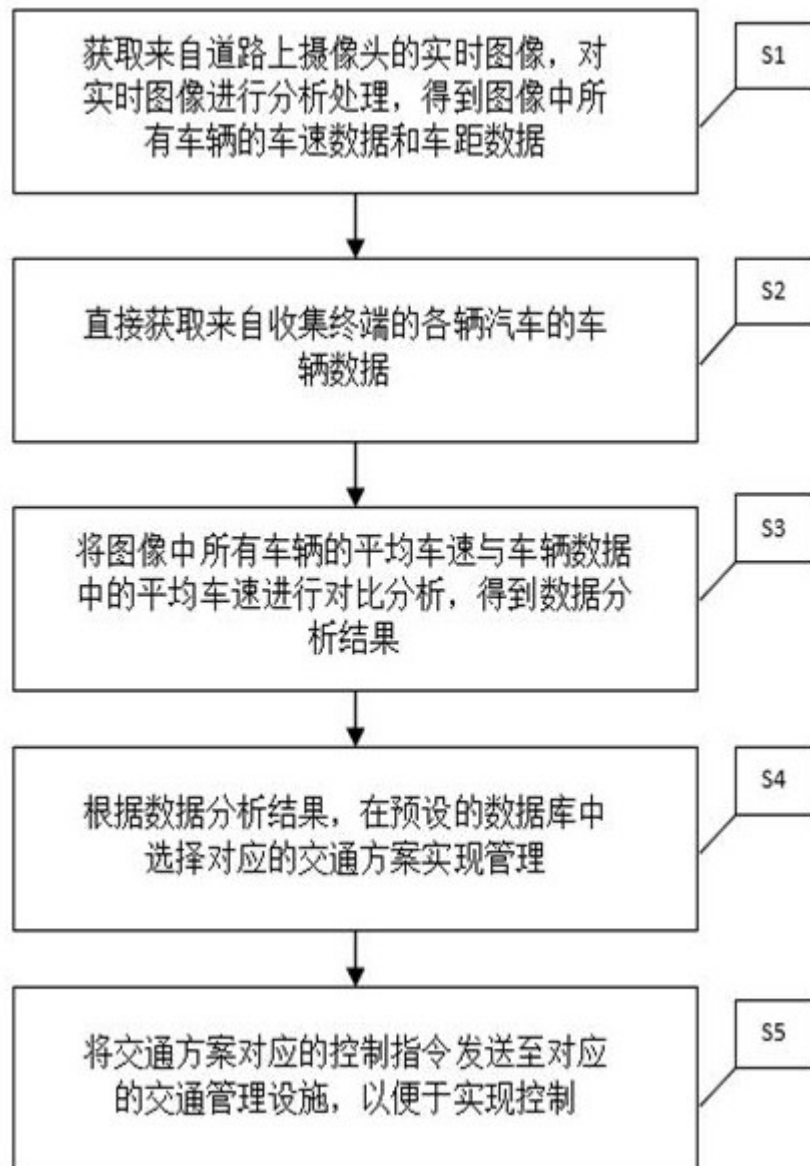 获取来自道路上摄像头的实时图像，对
实时图像进行分析处理，得到图像中所
有车辆的车速数据和车距数据
S1
直接获取来自收集终端的各辆汽车的车
辆数据
S2
将图像中所有车辆的平均车速与车辆数据
中的平均车速进行对比分析，得到数据分
析结果
S3
根据数据分析结果，在预设的数据库中
选择对应的交通方案实现管理
S4
将交通方案对应的控制指令发送至对应
的交通管理设施，以便于实现控制
S5